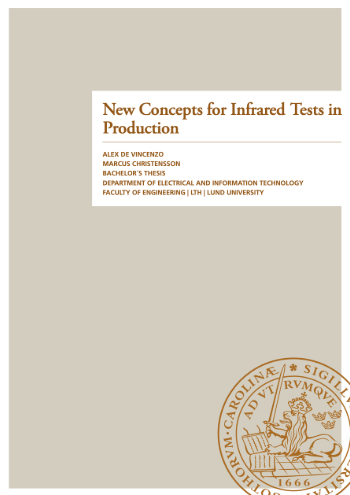 New Concepts for Infrared Tests in
Production
ALEX DE VINCENZO
MARCUS CHRISTENSSON
BACHELOR´S THESIS
DEPARTMENT OF ELECTRICAL AND INFORMATION TECHNOLOGY
FACULTY OF ENGINEERING | LTH | LUND UNIVERSITY
CAROLINÆ * SIGILL
AD VTRVMQVE
1666